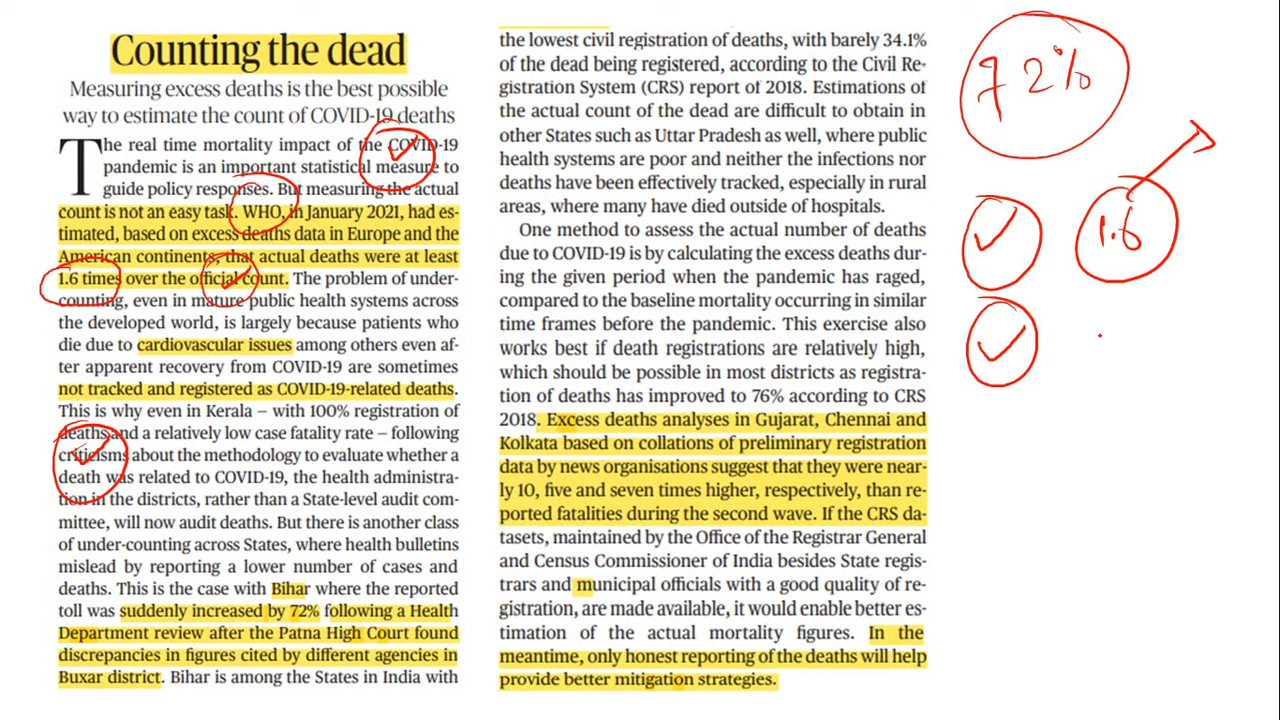 Counting the dead
Measuring excess deaths is the best possible
way to estimate the count of COVID-19 deaths
The real time mortality impact of the COVID-19
pandemic is an important statistical measure to
guide policy responses. But measuring the actual
count is not an easy task. WHO, in January 2021, had es-
timated, based on excess deaths data in Europe and the
American continents, that actual deaths were at least
1.6 times over the official count. The problem of under-
counting, even in mature public health systems across
the developed world, is largely because patients who
die due to cardiovascular issues among others even af-
ter apparent recovery from COVID-19 are sometimes
not tracked and registered as COVID-19-related deaths.
This is why even in Kerala – with 100% registration of
deaths and a relatively low case fatality rate – following
criticisms about the methodology to evaluate whether a
death was related to COVID-19, the health administra-
tion in the districts, rather than a State-level audit com-
mittee, will now audit deaths. But there is another class
of under-counting across States, where health bulletins
mislead by reporting a lower number of cases and
deaths. This is the case with Bihar where the reported
toll was suddenly increased by 72% following a Health
Department review after the Patna High Court found
discrepancies in figures cited by different agencies in
Buxar district. Bihar is among the States in India with
the lowest civil registration of deaths, with barely 34.1%
of the dead being registered, according to the Civil Re-
gistration System (CRS) report of 2018. Estimations of
the actual count of the dead are difficult to obtain in
other States such as Uttar Pradesh as well, where public
health systems are poor and neither the infections nor
deaths have been effectively tracked, especially in rural
areas, where many have died outside of hospitals.
One method to assess the actual number of deaths
due to COVID-19 is by calculating the excess deaths dur-
ing the given period when the pandemic has raged,
compared to the baseline mortality occurring in similar
time frames before the pandemic. This exercise also
works best if death registrations are relatively high,
which should be possible in most districts as registra-
tion of deaths has improved to 76% according to CRS
2018. Excess deaths analyses in Gujarat, Chennai and
Kolkata based on collations of preliminary registration
data by news organisations suggest that they were near-
ly 10, five and seven times higher, respectively, than re-
ported fatalities during the second wave. If the CRS da-
tasets, maintained by the Office of the Registrar General
and Census Commissioner of India besides State regis-
trars and municipal officials with a good quality of re-
gistration, are made available, it would enable better es-
timation of the actual mortality figures. In the
meantime, only honest reporting of the deaths will help
provide better mitigation strategies.
72%
1.6